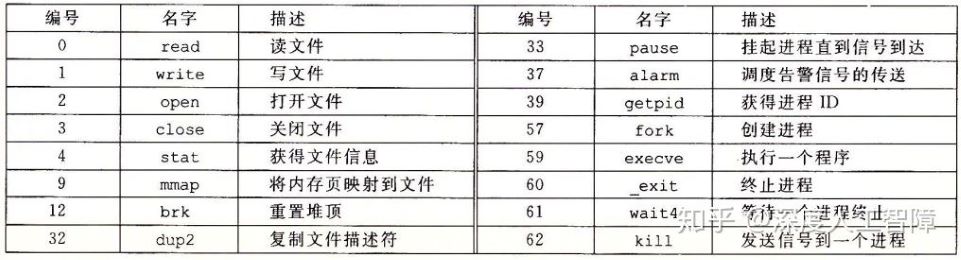 编号 名字 描述 编号 名字 描述
0 read 读文件 33 pause 挂起进程直到信号到达
1 write 写文件 37 alarm 调度告警信号的传送
2 open 打开文件 39 getpid 获得进程 ID
3 close 关闭文件 57 fork 创建进程
4 stat 获得文件信息 59 execve 执行一个程序
9 mmap 将内存页映射到文件 60 _exit 终止进程
12 brk 重置堆顶 61 wait4 等待一个进程终止
32 dup2 复制文件描述符 62 kill 发送信号到一个进程
知乎 @深度人工智障